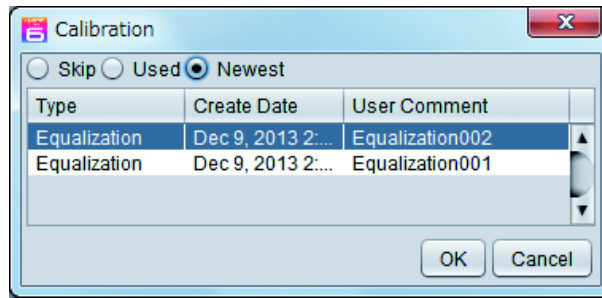 Calibration
Skip Used Newest
Type Create Date User Comment
Equalization Dec 9, 2013 2:... Equalization002
Equalization Dec 9, 2013 2:... Equalization001
OK Cancel